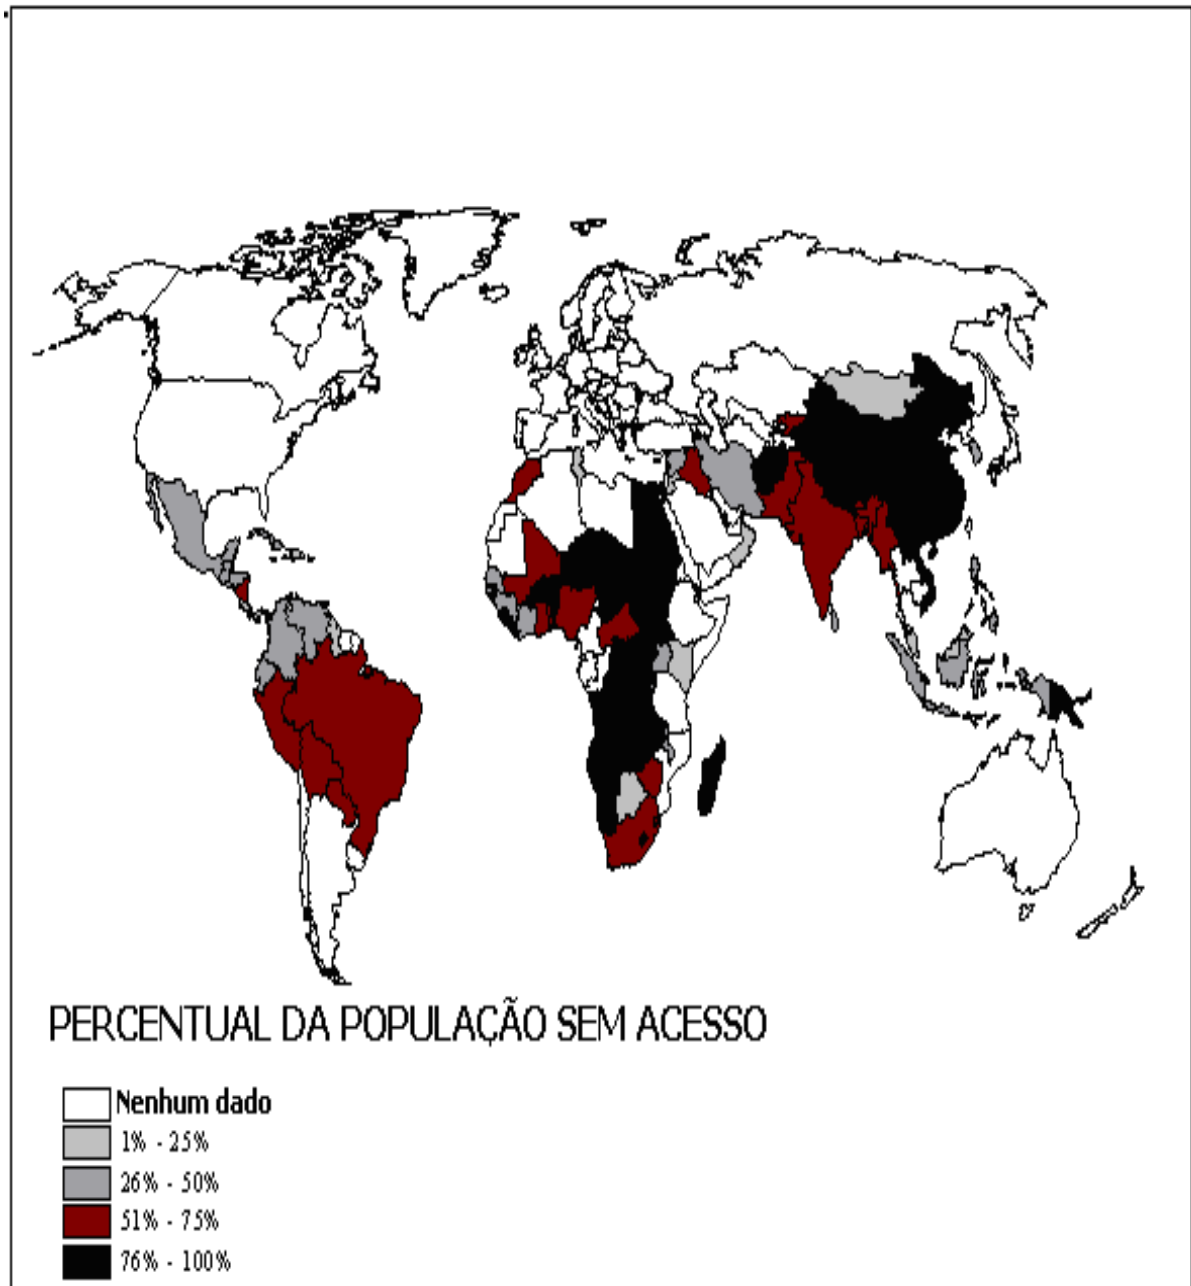 PERCENTUAL DA POPULAÇÃO SEM ACESSO
Nenhum dado
1% - 25%
26% - 50%
51% - 75%
76% - 100%